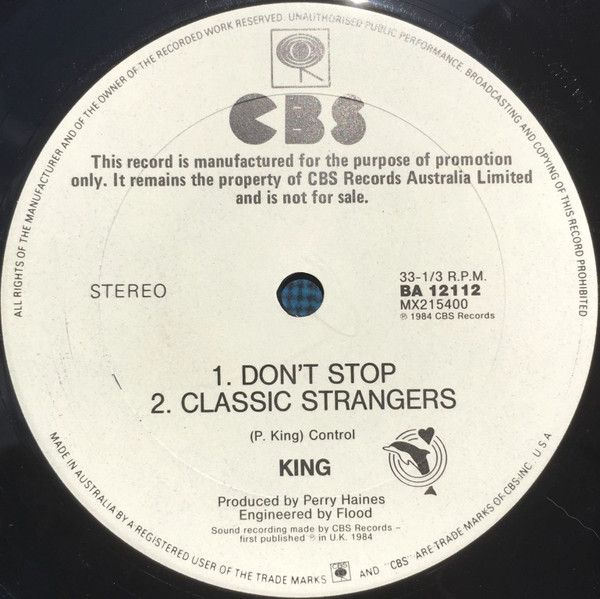 ALL RIGHTS OF THE MANUFACTURER AND OF THE OWNER OF THE RECORDED WORK RESERVED. UNAUTHORISED PUBLIC PERFORMANCE, BROADCASTING AND COPYING OF THIS RECORD PROHIBITED
CBS
This record is manufactured for the purpose of promotion
only. It remains the property of CBS Records Australia Limited
and is not for sale.
STEREO
33-1/3 R.P.M.
BA 12112
MX215400
℗ 1984 CBS Records
1. DON'T STOP
2. CLASSIC STRANGERS
(P. King) Control
KING
Produced by Perry Haines
Engineered by Flood
Sound recording made by CBS Records –
first published ℗ in U.K. 1984
MADE IN AUSTRALIA BY A REGISTERED USER OF THE TRADE MARKS CBS AND "CBS" ARE TRADE MARKS OF CBS INC. U S A